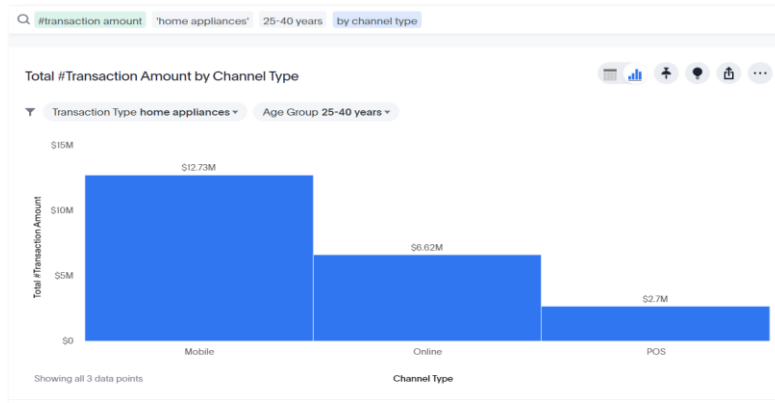 #transaction amount 'home appliances' 25-40 years by channel type
Total #Transaction Amount by Channel Type
Transaction Type home appliances Age Group 25-40 years
$15M
$12.73M
$10M
$6.62M
$5M
$2.7M
$0
Total #Transaction Amount
Mobile Online POS
Showing all 3 data points Channel Type